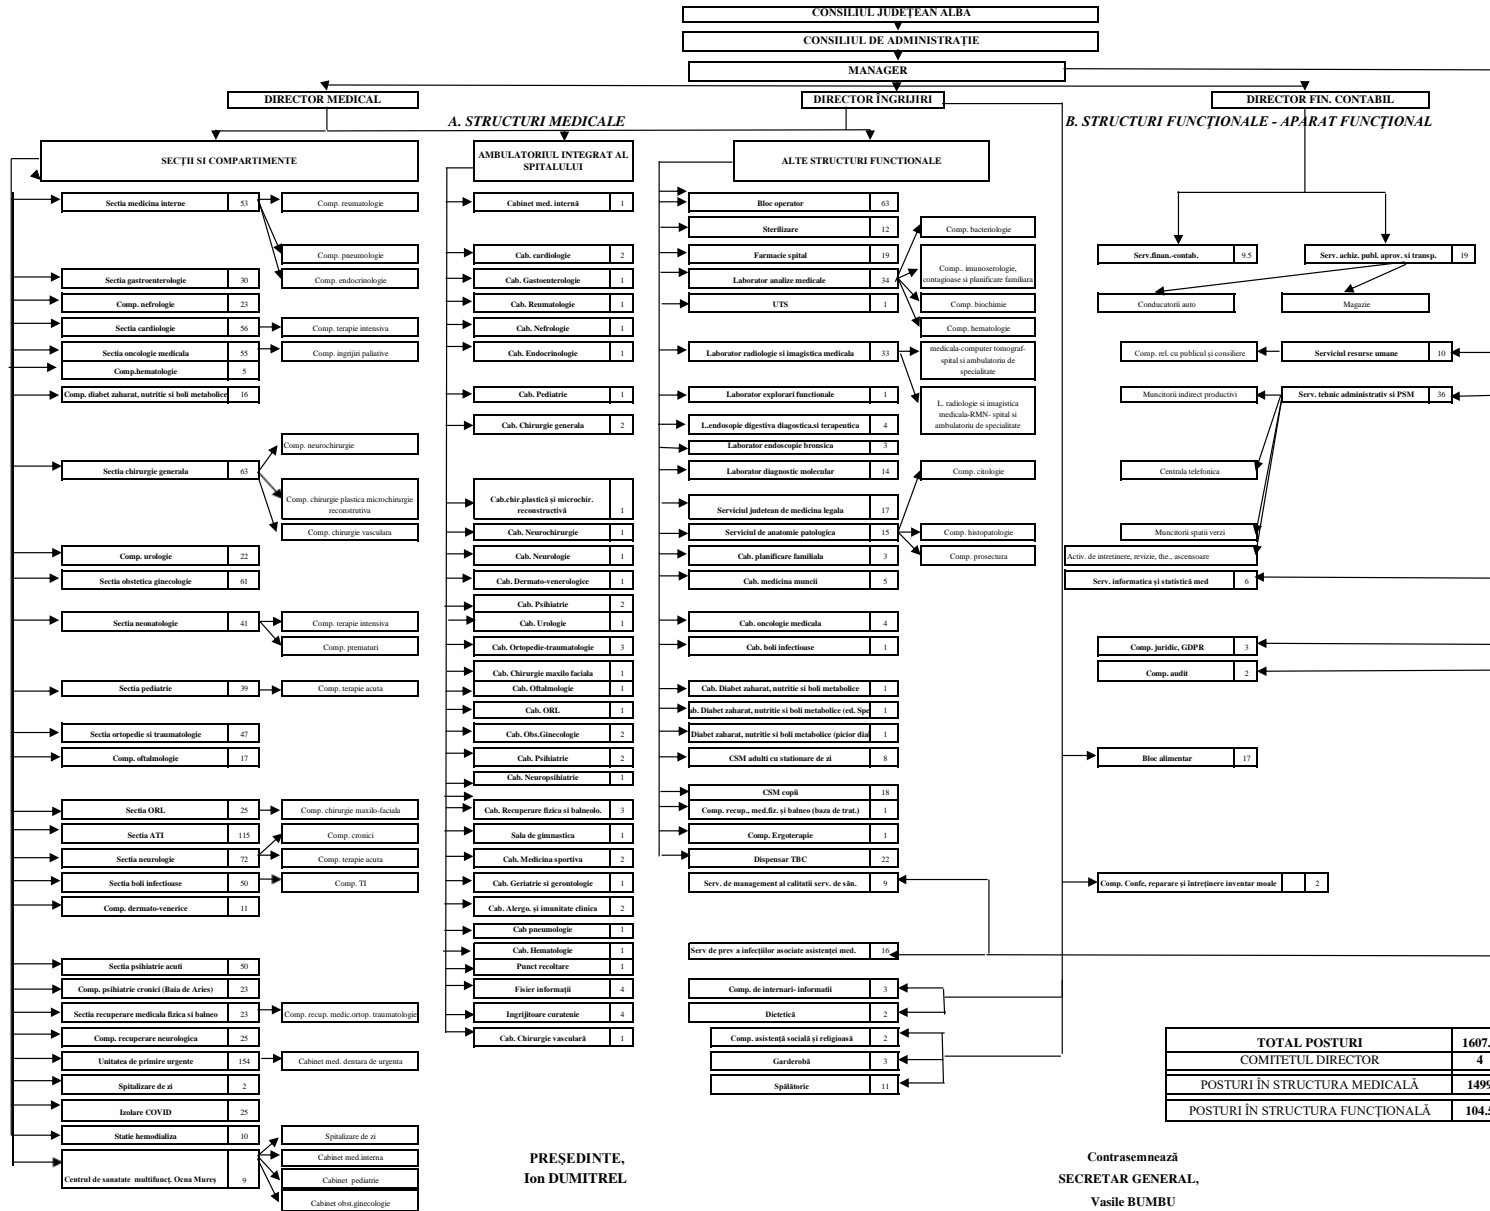 CONSILIUL JUDEȚEAN ALBA
CONSILIUL DE ADMINISTRAȚIE
MANAGER
DIRECTOR MEDICAL
DIRECTOR ÎNGRIJIRI
DIRECTOR FIN. CONTABIL
A. STRUCTURI MEDICALE
B. STRUCTURI FUNCȚIONALE - APARAT FUNCȚIONAL
SECȚII SI COMPARTIMENTE
Sectia medicina interne 53
Comp. reumatologie
Comp. pneumologie
Comp. endocrinologie
Sectia gastroenterologie 30
Comp. nefrologie 23
Sectia cardiologie 56
Comp. terapie intensiva
Sectia oncologie medicala 55
Comp. ingrijiri paliative
Comp.hematologie 5
Comp. diabet zaharat, nutritie si boli metabolice 16
Comp. neurochirurgie
Sectia chirurgie generala 63
Comp. chirurgie plastica microchirurgie
reconstrutiva
Comp. chirurgie vasculara
Comp. urologie 22
Sectia obstetica ginecologie 61
Sectia neonatologie 41
Comp. terapie intensiva
Comp. prematuri
Sectia pediatrie 39
Comp. terapie acuta
Sectia ortopedie si traumatologie 47
Comp. oftalmologie 17
Sectia ORL 25
Comp. chirurgie maxilo-faciala
Sectia ATI 115
Comp. cronici
Sectia neurologie 72
Comp. terapie acuta
Sectia boli infectioase 50
Comp. TI
Comp. dermato-venerice 11
Sectia psihiatrie acuti 50
Comp. psihiatrie cronici (Baia de Aries) 23
Sectia recuperare medicala fizica si balneo 23
Comp. recup. medic.ortop. traumatologie
Comp. recuperare neurologica 25
Unitatea de primire urgente 154
Cabinet med. dentara de urgenta
Spitalizare de zi 2
Izolare COVID 25
Statie hemodializa 10
Spitalizare de zi
Cabinet med.interna
Centrul de sanatate multifuncț. Ocna Mureș 9
Cabinet pediatrie
Cabinet obst.ginecologie
AMBULATORIUL INTEGRAT AL
SPITALULUI
Cabinet med. internă 1
Cab. cardiologie 2
Cab. Gastoenterologie 1
Cab. Reumatologie 1
Cab. Nefrologie 1
Cab. Endocrinologie 1
Cab. Pediatrie 1
Cab. Chirurgie generala 2
Cab.chir.plastică și microchir.
reconstructivă 1
Cab. Neurochirurgie 1
Cab. Neurologie 1
Cab. Dermato-venerologice 1
Cab. Psihiatrie 2
Cab. Urologie 1
Cab. Ortopedie-traumatologie 3
Cab. Chirurgie maxilo faciala 1
Cab. Oftalmologie 1
Cab. ORL 1
Cab. Obs.Ginecologie 2
Cab. Psihiatrie 2
Cab. Neuropsihiatrie 1
Cab. Recuperare fizica si balneolo. 3
Sala de gimnastica 1
Cab. Medicina sportiva 2
Cab. Geriatrie si gerontologie 1
Cab. Alergo. și imunitate clinica 2
Cab pneumologie 1
Cab. Hematologie 1
Punct recoltare 1
Fisier informații 4
Ingrijitoare curatenie 4
Cab. Chirurgie vasculară 1
ALTE STRUCTURI FUNCTIONALE
Bloc operator 63
Sterilizare 12
Comp. bacteriologie
Farmacie spital 19
Comp.. imunoserologie,
contagioase si planificare familiara
Laborator analize medicale 34
Comp. biochimie
UTS 1
Comp. hematologie
Laborator radiologie si imagistica medicala 33
medicala-computer tomograf-
spital si ambulatoriu de
specialitate
Laborator explorari functionale 1
L. radiologie si imagistica
medicala-RMN- spital si
ambulatoriu de specialitate
L.endosopie digestiva diagostica.si terapeutica 4
Laborator endoscopie bronsica 3
Laborator diagnostic molecular 14
Comp. citologie
Serviciul judetean de medicina legala 17
Serviciul de anatomie patologica 15
Comp. histopatologie
Cab. planificare familiala 3
Comp. prosectura
Cab. medicina muncii 5
Cab. oncologie medicala 4
Cab. boli infectioase 1
Cab. Diabet zaharat, nutritie si boli metabolice 1
ab. Diabet zaharat, nutritie si boli metabolice (ed. Spe 1
Diabet zaharat, nutritie si boli metabolice (picior dia 1
CSM adulti cu stationare de zi 8
CSM copii 18
Comp. recup., med.fiz. și balneo (baza de trat.) 1
Comp. Ergoterapie 1
Dispensar TBC 22
Serv. de management al calitatii serv. de săn. 9
Serv de prev a infecțiilor asociate asistenței med. 16
Comp. de internari- informatii 3
Dietetică 2
Comp. asistență socială și religioasă 2
Garderobă 3
Spălătorie 11
Serv.finan.-contab. 9.5
Serv. achiz. publ. aprov. si transp. 19
Conducatorii auto
Magazie
Comp. rel. cu publicul și consiliere
Serviciul resurse umane 10
Muncitorii indirect productivi
Serv. tehnic administrativ si PSM 36
Centrala telefonica
Muncitorii spatii verzi
Activ. de intretinere, revizie, the., ascensoare
Serv. informatica și statistică med 6
Comp. juridic, GDPR 3
Comp. audit 2
Bloc alimentar 17
Comp. Confe, reparare și întreținere inventar moale 2
TOTAL POSTURI 1607.
COMITETUL DIRECTOR 4
POSTURI ÎN STRUCTURA MEDICALĂ 1499
POSTURI ÎN STRUCTURA FUNCȚIONALĂ 104.5
PREȘEDINTE,
Ion DUMITREL
Contrasemnează
SECRETAR GENERAL,
Vasile BUMBU